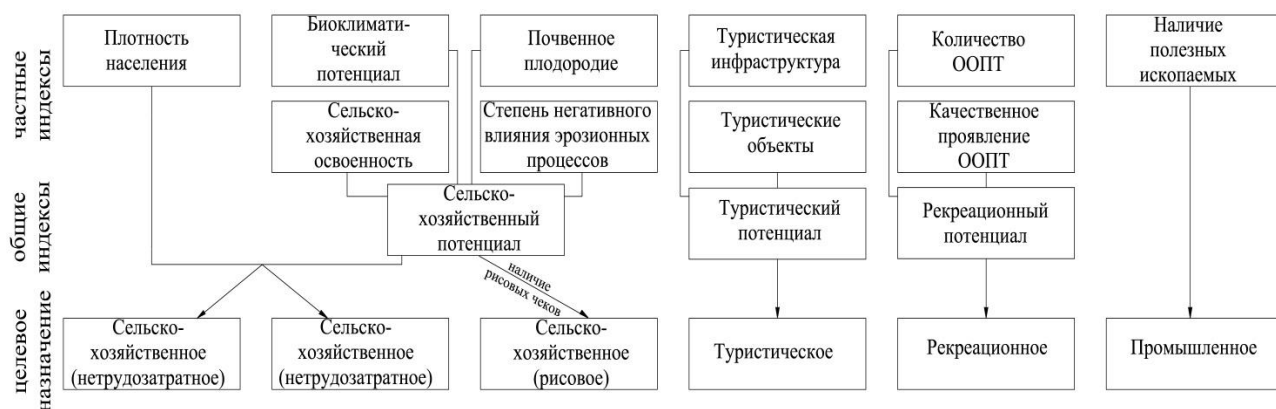 частные
индексы
Плотность
населения
Биоклимати-
ческий
потенциал
Почвенное
плодородие
Туристическая
инфраструктура
Количество
ООПТ
Наличие
полезных
ископаемых
Сельско-
хозяйственная
освоенность
Степень негативного
влияния эрозионных
процессов
Туристические
объекты
Качественное
проявление
ООПТ
общие
индексы
Сельско-
хозяйственный
потенциал
Туристический
потенциал
Рекреационный
потенциал
наличие
рисовых чеков
целевое
назначение
Сельско-
хозяйственное
(нетрудозатратное)
Сельско-
хозяйственное
(нетрудозатратное)
Сельско-
хозяйственное
(рисовое)
Туристическое
Рекреационное
Промышленное